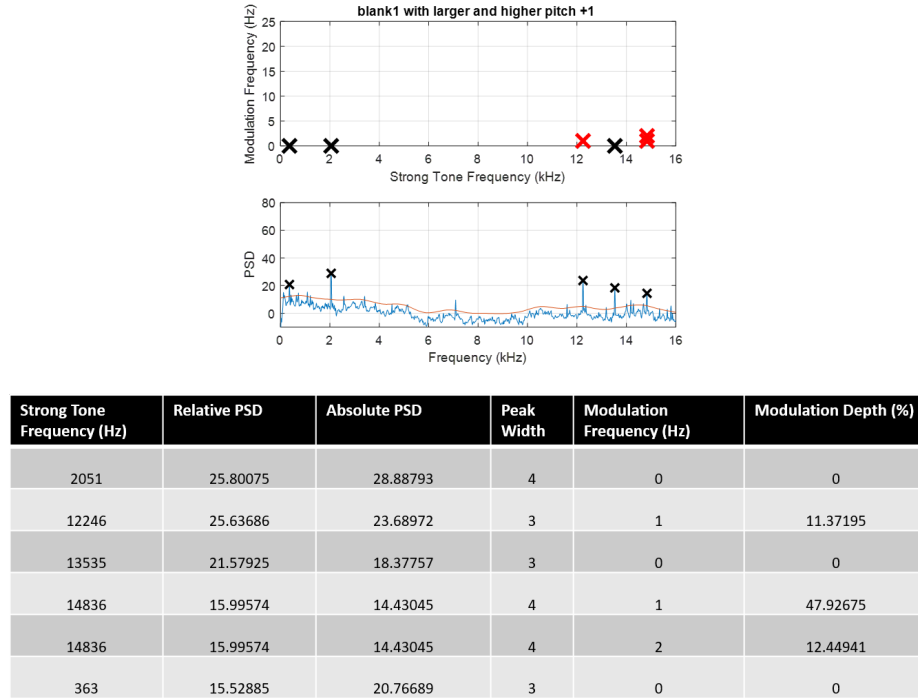 blank1 with larger and higher pitch +1
Modulation Frequency (Hz)
25
20
15
10
5
0
0 2 4 6 8 10 12 14 16
Strong Tone Frequency (kHz)
PSD
80
60
40
20
0
0 2 4 6 8 10 12 14 16
Frequency (kHz)
Strong Tone Frequency (Hz) Relative PSD Absolute PSD Peak Width Modulation Frequency (Hz) Modulation Depth (%)
2051 25.80075 28.88793 4 0 0
12246 25.63686 23.68972 3 1 11.37195
13535 21.57925 18.37757 3 0 0
14836 15.99574 14.43045 4 1 47.92675
14836 15.99574 14.43045 4 2 12.44941
363 15.52885 20.76689 3 0 0